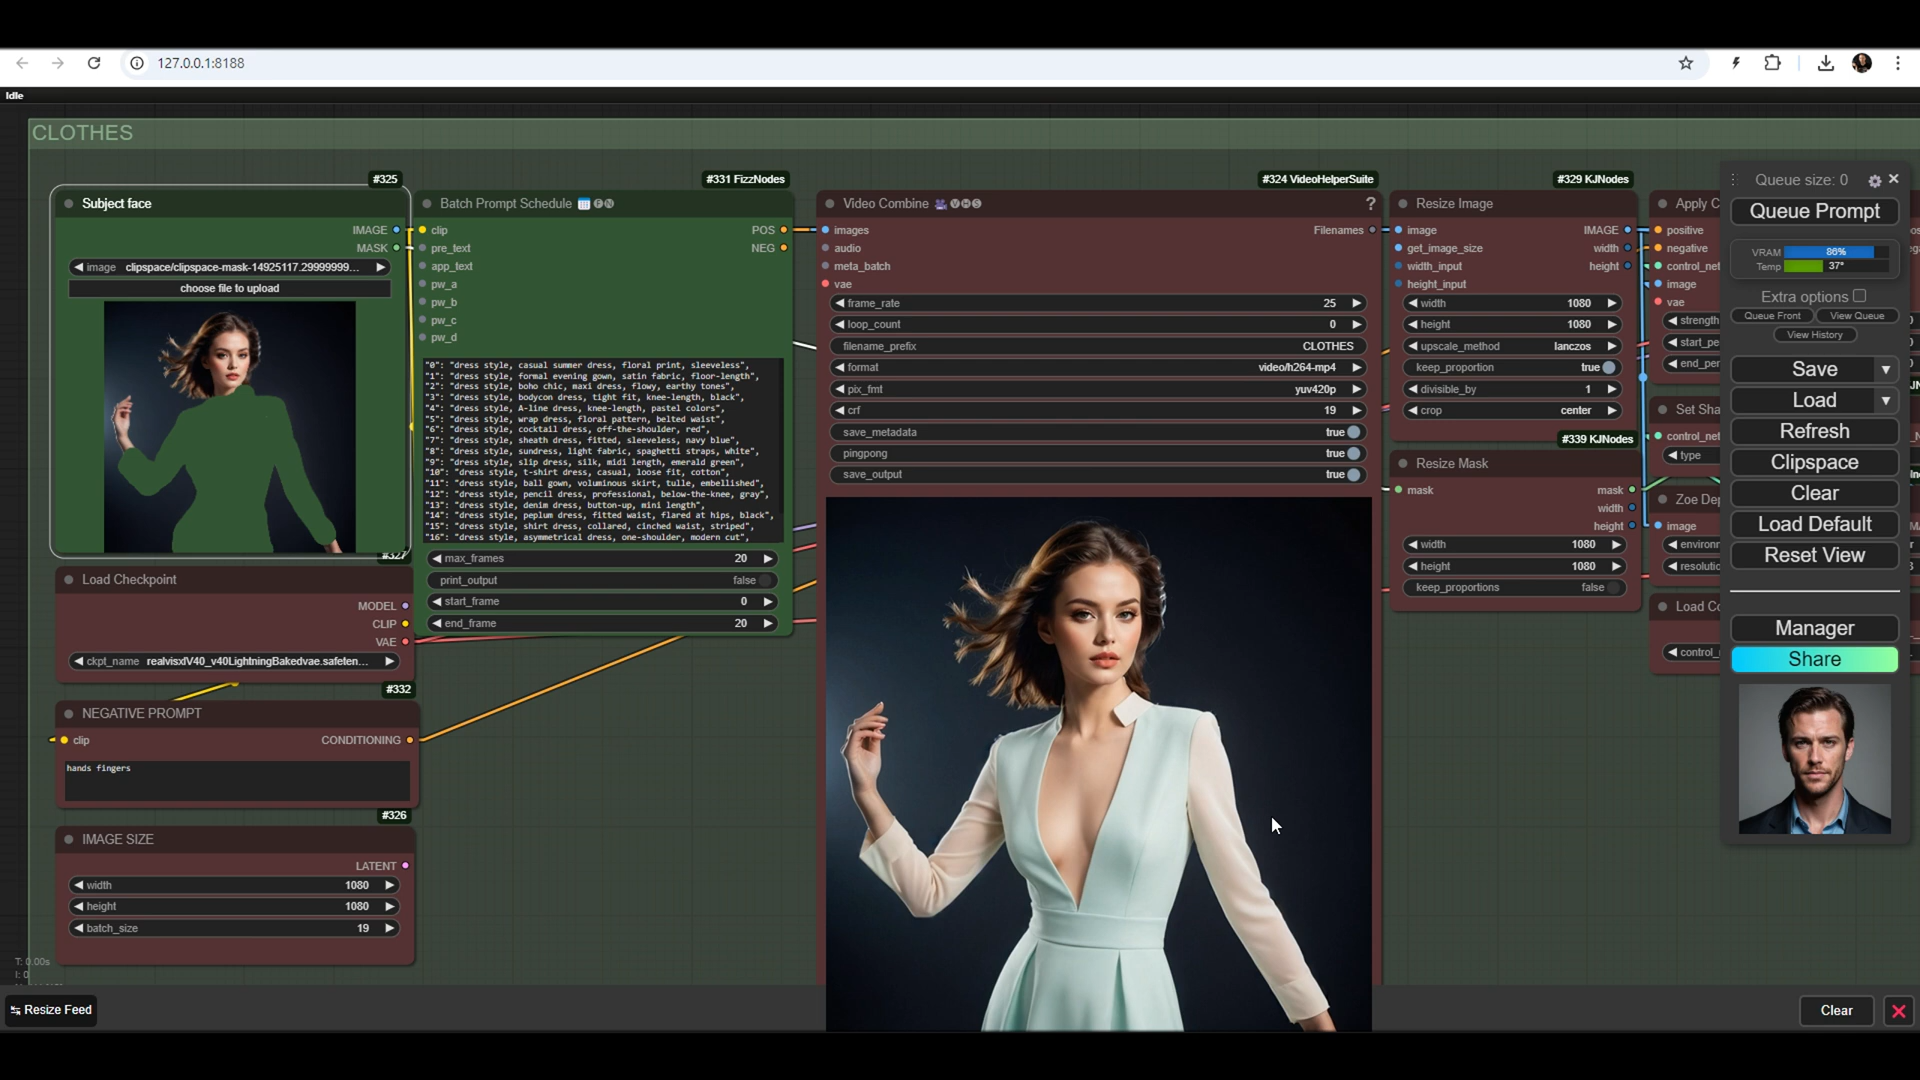 127.0.0.1:8188
Idle
CLOTHES
#325
Subject face
IMAGE
MASK
image clipspace/clipspace-mask-14925117.29999999...
choose file to upload
#327
Load Checkpoint
MODEL
CLIP
VAE
ckpt_name realvisxlV40_v40LightningBakedvae.safeten...
#332
NEGATIVE PROMPT
clip CONDITIONING
hands fingers
#326
IMAGE SIZE
LATENT
width 1080
height 1080
batch_size 19
T: 0.00s
I: 0
#331 FizzNodes
Batch Prompt Schedule
clip POS
pre_text NEG
app_text
pw_a
pw_b
pw_c
pw_d
"0": "dress style, casual summer dress, floral print, sleeveless",
"1": "dress style, formal evening gown, satin fabric, floor-length",
"2": "dress style, boho chic, maxi dress, flowy, earthy tones",
"3": "dress style, bodycon dress, tight fit, knee-length, black",
"4": "dress style, A-line dress, knee-length, pastel colors",
"5": "dress style, wrap dress, floral pattern, belted waist",
"6": "dress style, cocktail dress, off-the-shoulder, red",
"7": "dress style, sheath dress, fitted, sleeveless, navy blue",
"8": "dress style, sundress, light fabric, spaghetti straps, white",
"9": "dress style, slip dress, silk, midi length, emerald green",
"10": "dress style, t-shirt dress, casual, loose fit, cotton",
"11": "dress style, ball gown, voluminous skirt, tulle, embellished",
"12": "dress style, pencil dress, professional, below-the-knee, gray",
"13": "dress style, denim dress, button-up, mini length",
"14": "dress style, peplum dress, fitted waist, flared at hips, black",
"15": "dress style, shirt dress, collared, cinched waist, striped",
"16": "dress style, asymmetrical dress, one-shoulder, modern cut",
max_frames 20
print_output false
start_frame 0
end_frame 20
#324 VideoHelperSuite
Video Combine VHS ?
images Filenames
audio
meta_batch
vae
frame_rate 25
loop_count 0
filename_prefix CLOTHES
format video/h264-mp4
pix_fmt yuv420p
crf 19
save_metadata true
pingpong true
save_output true
#329 KJNodes
Resize Image
image IMAGE
get_image_size width
width_input height
height_input
width 1080
height 1080
upscale_method lanczos
keep_proportion true
divisible_by 1
crop center
#339 KJNodes
Resize Mask
mask mask
width
height
width 1080
height 1080
keep_proportions false
Apply C
positive
negative
control_net
image
vae
strength
start_pe
end_per
Set Sha
control_net
type
Zoe Dep
image
environm
resolutio
Load Co
control_
Queue size: 0
Queue Prompt
VRAM 86%
Temp 37°
Extra options
Queue Front View Queue
View History
Save
Load
Refresh
Clipspace
Clear
Load Default
Reset View
Manager
Share
Resize Feed
Clear